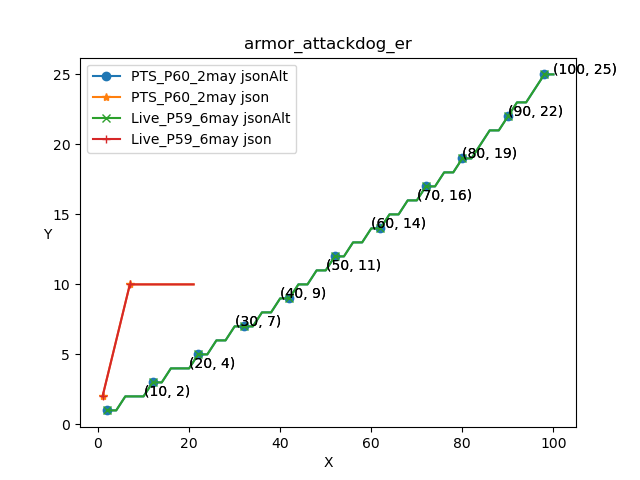 armor_attackdog_er
PTS_P60_2may jsonAlt
PTS_P60_2may json
Live_P59_6may jsonAlt
Live_P59_6may json
25
20
15
10
5
0
Y
(100, 25)
(90, 22)
(80, 19)
(70, 16)
(60, 14)
(50, 11)
(40, 9)
(30, 7)
(20, 4)
(10, 2)
0 20 40 60 80 100
X